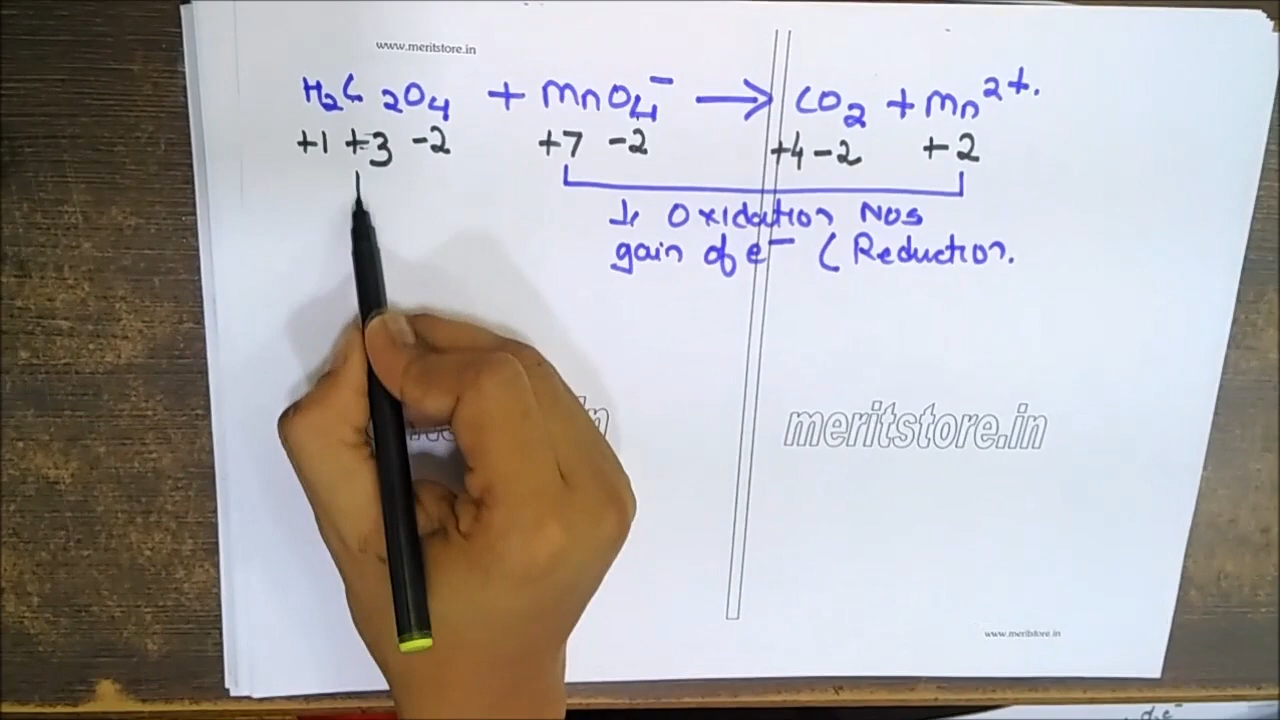 www.meritstore.in
H₂C₂O₄ + MnO₄⁻ → CO₂ + Mn²⁺.
+1 +3 -2 +7 -2 +4 -2 +2
↓ Oxidation Nos
gain of e⁻ (Reduction.
meritstore.in
www.meritstore.in
of e⁻